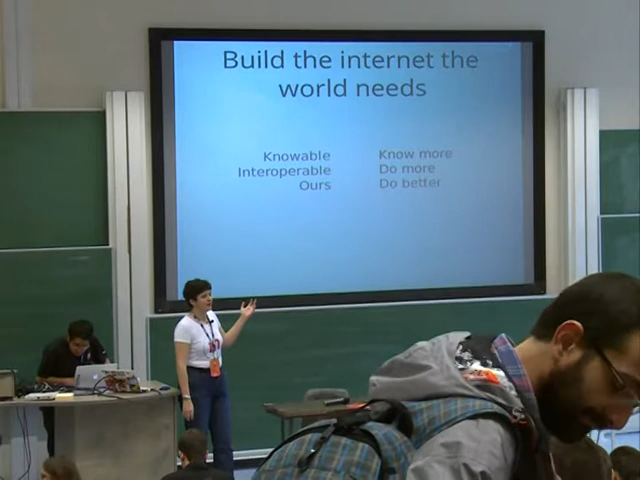 Build the internet the
world needs
Knowable
Interoperable
Ours
Know more
Do more
Do better